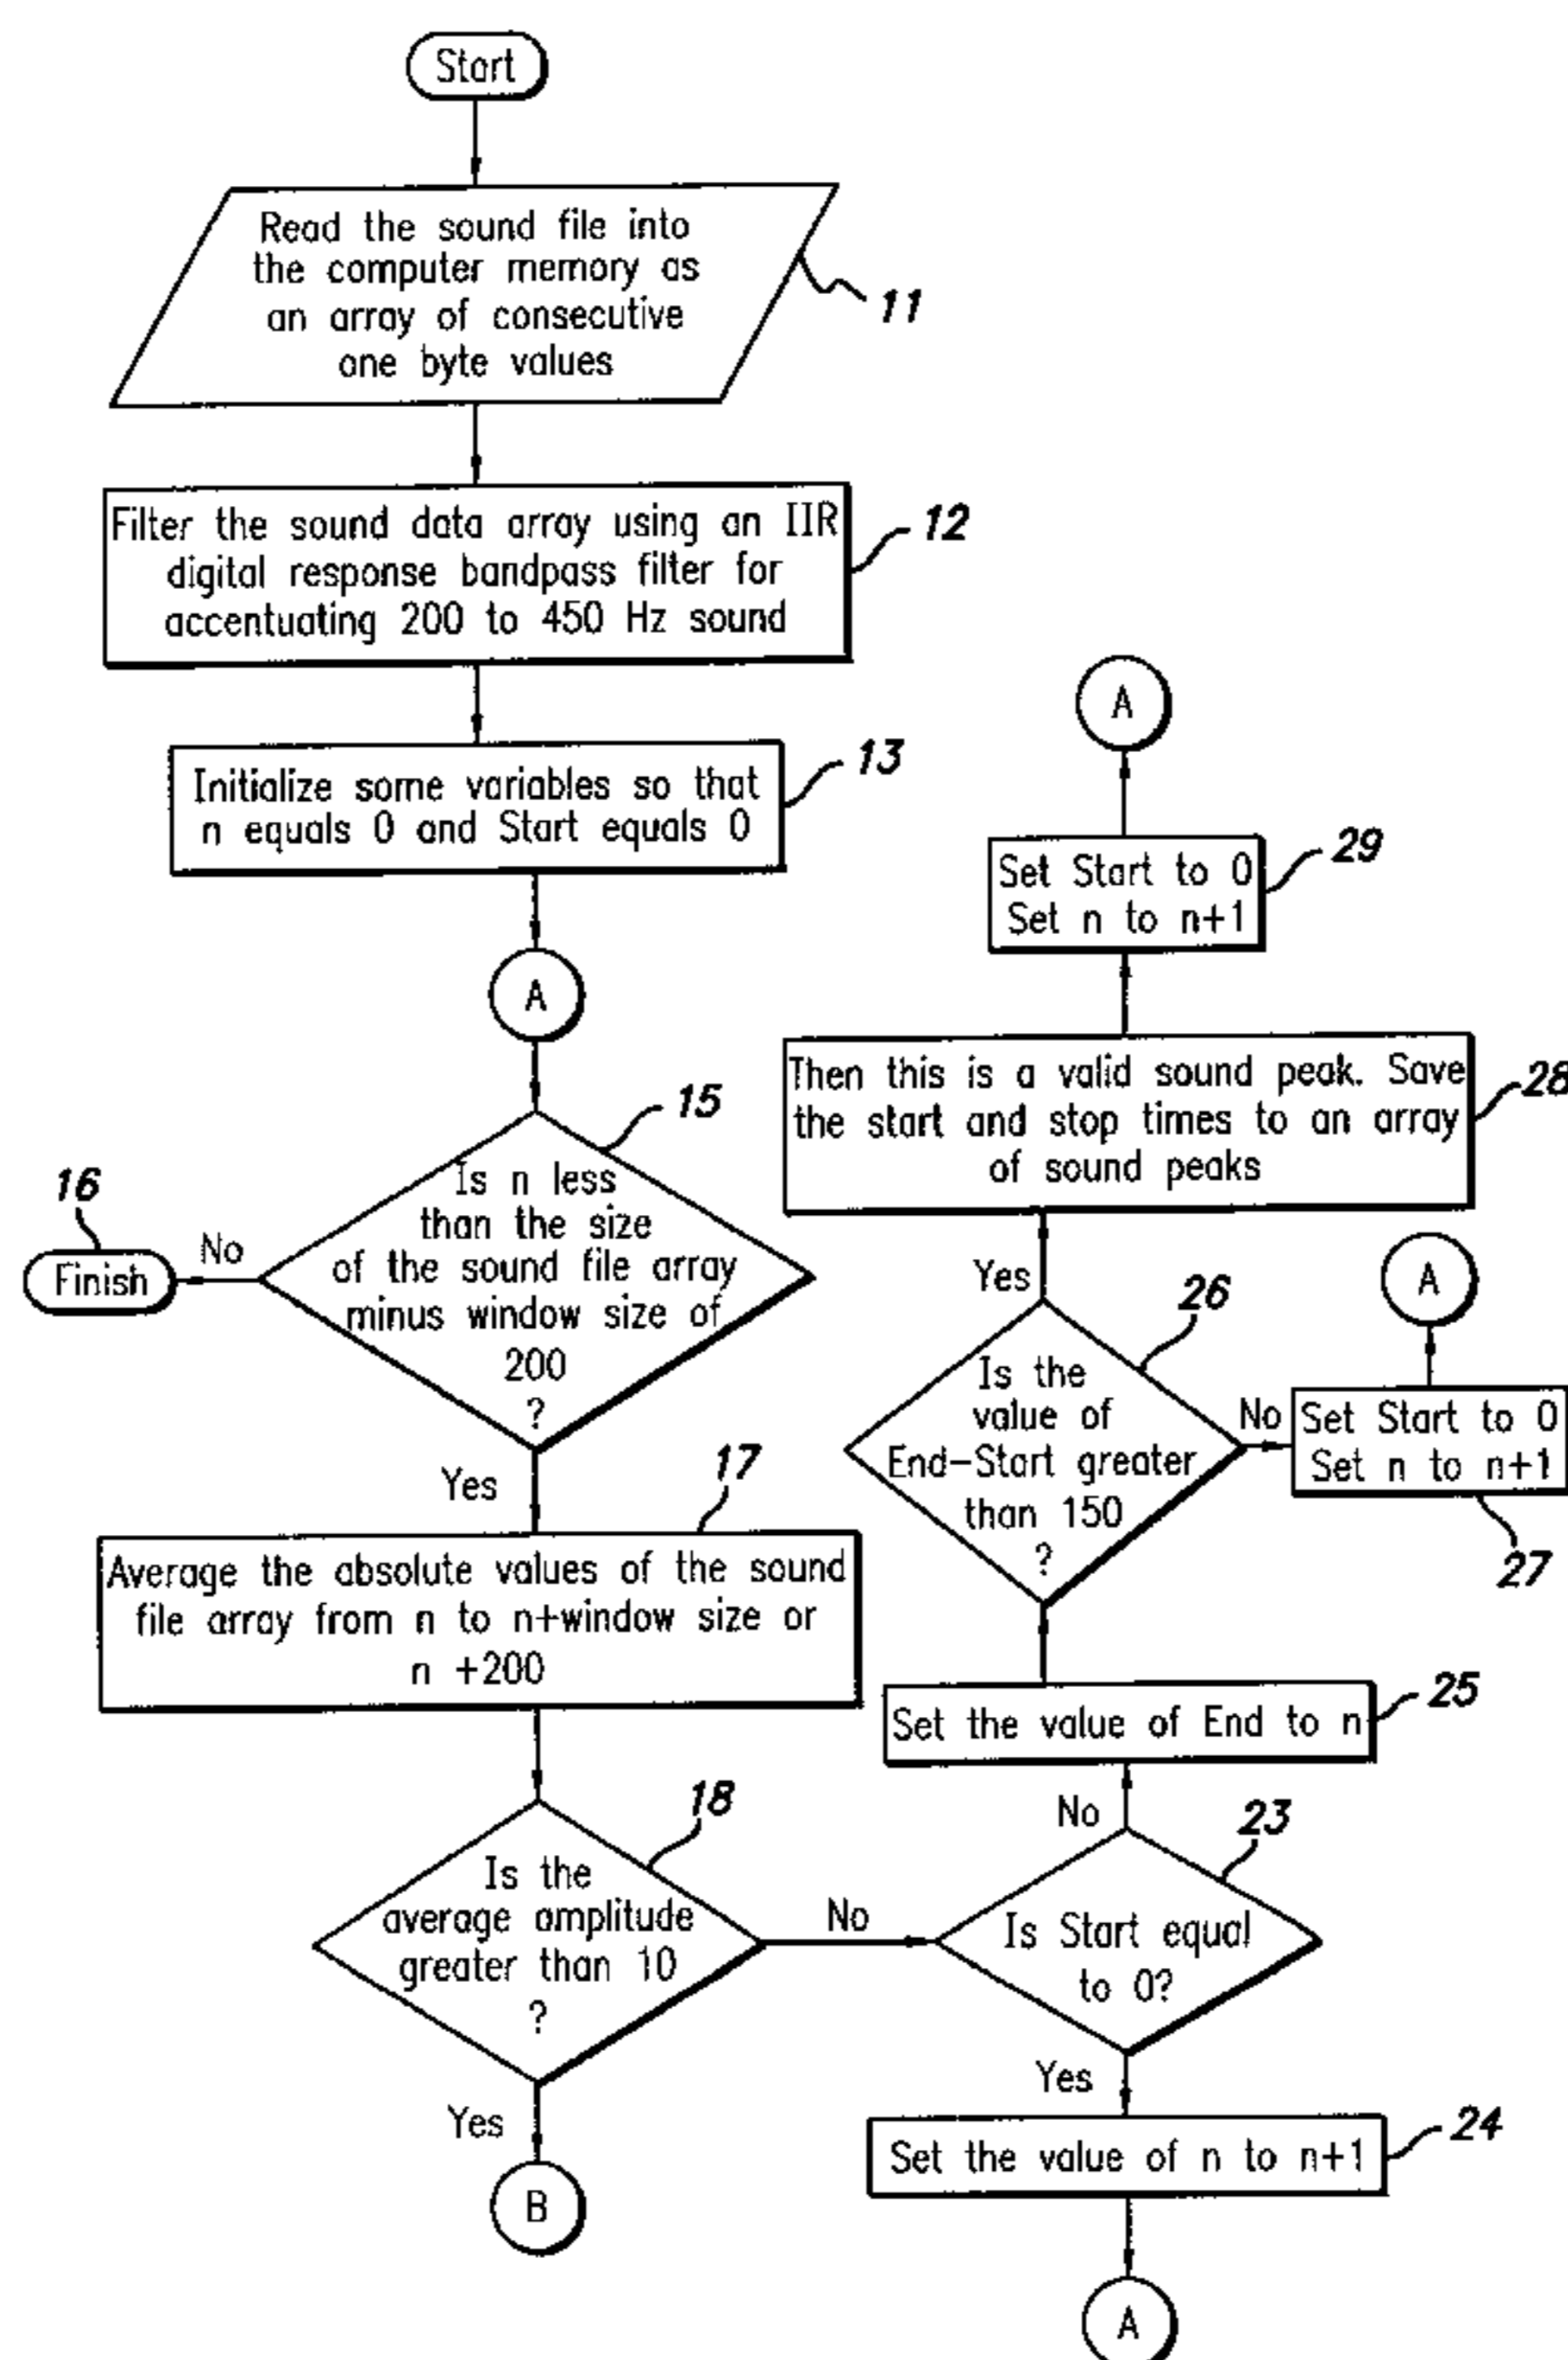 Start
Read the sound file into
the computer memory as
an array of consecutive
one byte values
11
Filter the sound data array using an IIR
digital response bandpass filter for
accentuating 200 to 450 Hz sound
12
Initialize some variables so that
n equals 0 and Start equals 0
13
A
15
Is n less
than the size
of the sound file array
minus window size of
200
?
No
16
Finish
Yes
17
Average the absolute values of the sound
file array from n to n+window size or
n +200
18
Is the
average amplitude
greater than 10
?
Yes
B
No
23
Is Start equal
to 0?
Yes
24
Set the value of n to n+1
A
No
25
Set the value of End to n
26
Is the
value of
End-Start greater
than 150
?
No
Set Start to 0
Set n to n+1
27
A
Yes
Then this is a valid sound peak. Save
the start and stop times to an array
of sound peaks
28
Set Start to 0
Set n to n+1
29
A